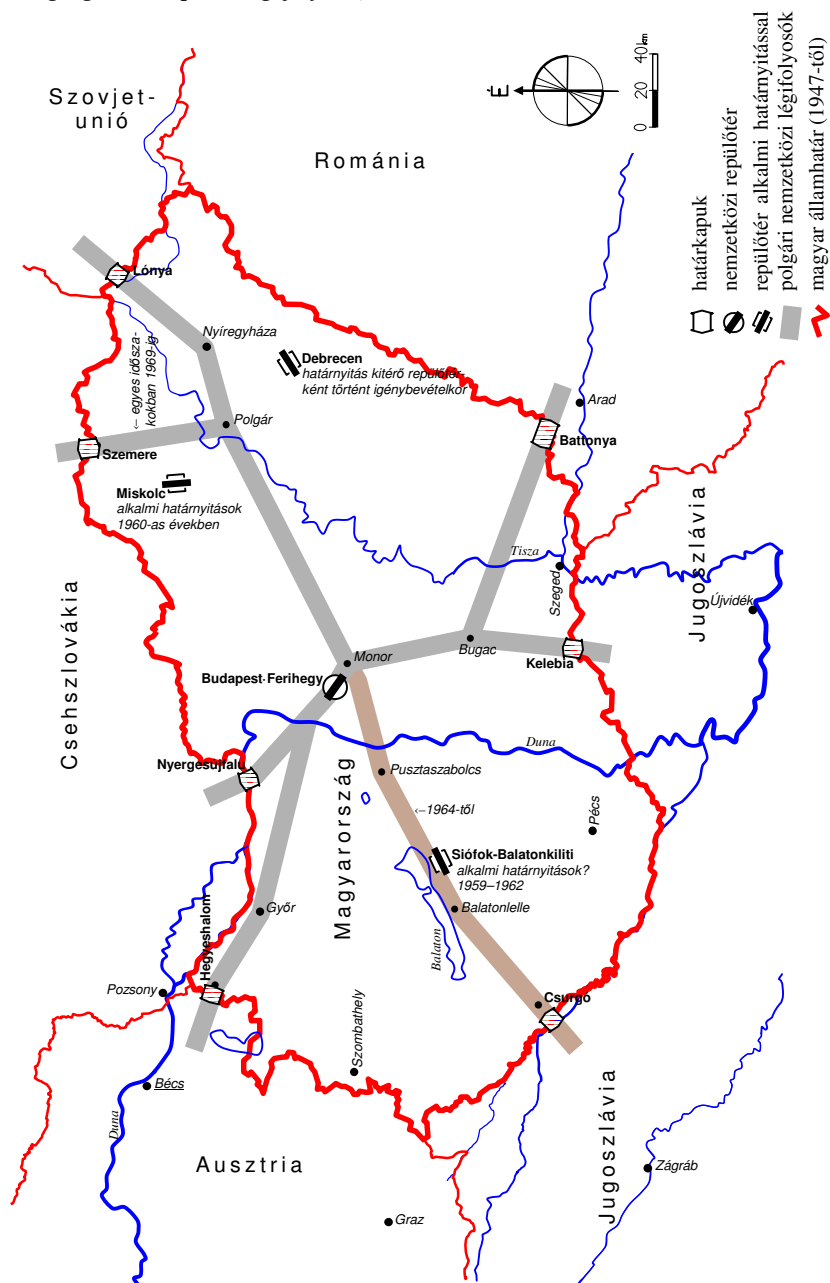 Szovjet-
unió
Románia
Csehszlovákia
Magyarország
Ausztria
Jugoszlávia
Jugoszlávia
É
0 20 40 km
Lónya
Nyíregyháza
← egyes idősza-
kokban 1969-ig
Debrecen
határnyitás kitérő repülőtér-
ként történt igénybevételkor
Polgár
Szemere
Miskolc
alkalmi határnyitások
1960-as években
Arad
Battonya
Tisza
Szeged
Újvidék
Monor
Bugac
Kelebia
Budapest-Ferihegy
Nyergesújfalu
Duna
Pusztaszabolcs
←1964-től
Pécs
Siófok-Balatonkiliti
alkalmi határnyitások?
1959–1962
Balatonlelle
Balaton
Győr
Hegyeshalom
Pozsony
Csurgó
Szombathely
Bécs
Duna
Zágráb
Graz
határkapuk
nemzetközi repülőtér
repülőtér alkalmi határnyitással
polgári nemzetközi légifolyosók
magyar államhatár (1947-től)